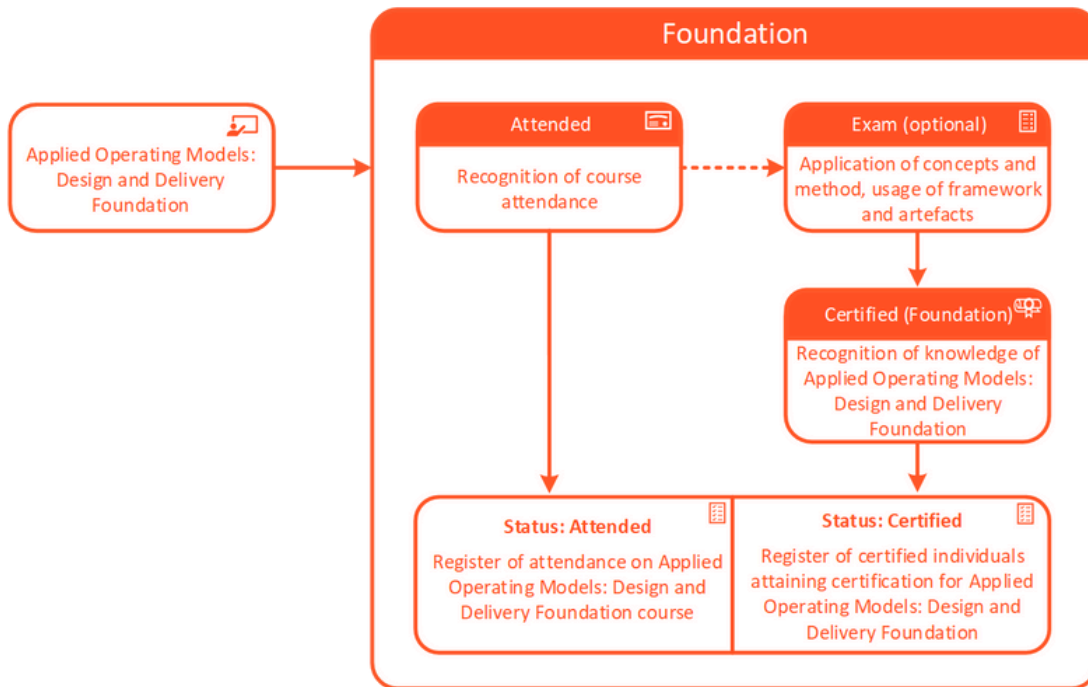 Foundation
Applied Operating Models:
Design and Delivery
Foundation
Attended
Recognition of course
attendance
Exam (optional)
Application of concepts and
method, usage of framework
and artefacts
Certified (Foundation)
Recognition of knowledge of
Applied Operating Models:
Design and Delivery
Foundation
Status: Attended
Register of attendance on Applied
Operating Models: Design and
Delivery Foundation course
Status: Certified
Register of certified individuals
attaining certification for Applied
Operating Models: Design and
Delivery Foundation